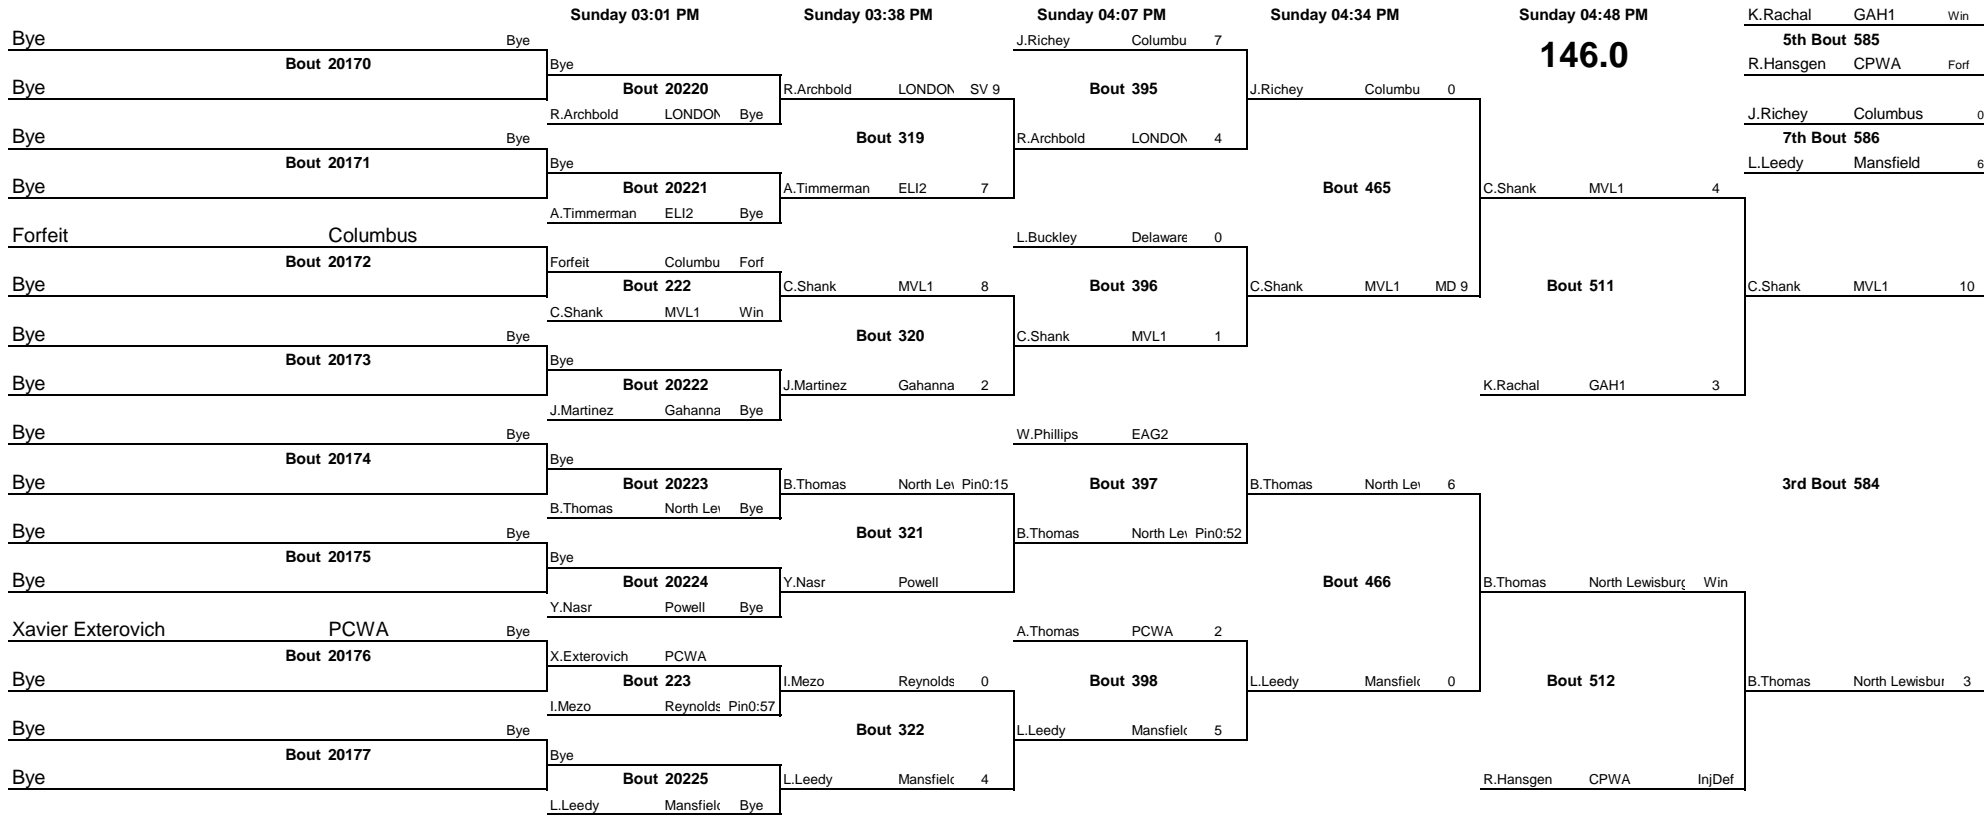 Sunday 03:01 PM Sunday 03:38 PM Sunday 04:07 PM Sunday 04:34 PM Sunday 04:48 PM K.Rachal GAH1 Win
Bye Bye J.Richey Columbu 7 146.0 5th Bout 585
Bout 20170 Bye R.Hansgen CPWA Forf
Bye Bout 20220 R.Archbold LONDON SV 9 Bout 395 J.Richey Columbu 0
R.Archbold LONDON Bye J.Richey Columbus 0
Bye Bye Bout 319 R.Archbold LONDON 4 7th Bout 586
Bout 20171 Bye L.Leedy Mansfield 6
Bye Bout 20221 A.Timmerman ELI2 7 Bout 465 C.Shank MVL1 4
A.Timmerman ELI2 Bye
Forfeit Columbus L.Buckley Delaware 0
Bout 20172 Forfeit Columbu Forf
Bye Bout 222 C.Shank MVL1 8 Bout 396 C.Shank MVL1 MD 9 Bout 511 C.Shank MVL1 10
C.Shank MVL1 Win
Bye Bye Bout 320 C.Shank MVL1 1
Bout 20173 Bye
Bye Bout 20222 J.Martinez Gahanna 2 K.Rachal GAH1 3
J.Martinez Gahanna Bye
Bye Bye W.Phillips EAG2
Bout 20174 Bye
Bye Bout 20223 B.Thomas North Lew Pin0:15 Bout 397 B.Thomas North Lew 6 3rd Bout 584
B.Thomas North Lew Bye
Bye Bye Bout 321 B.Thomas North Lew Pin0:52
Bout 20175 Bye
Bye Bout 20224 Y.Nasr Powell Bout 466 B.Thomas North Lewisburg Win
Y.Nasr Powell Bye
Xavier Exterovich PCWA Bye A.Thomas PCWA 2
Bout 20176 X.Exterovich PCWA
Bye Bout 223 I.Mezo Reynolds 0 Bout 398 L.Leedy Mansfield 0 Bout 512 B.Thomas North Lewisbur 3
I.Mezo Reynolds Pin0:57
Bye Bye Bout 322 L.Leedy Mansfield 5
Bout 20177 Bye
Bye Bout 20225 L.Leedy Mansfield 4 R.Hansgen CPWA InjDef
L.Leedy Mansfield Bye